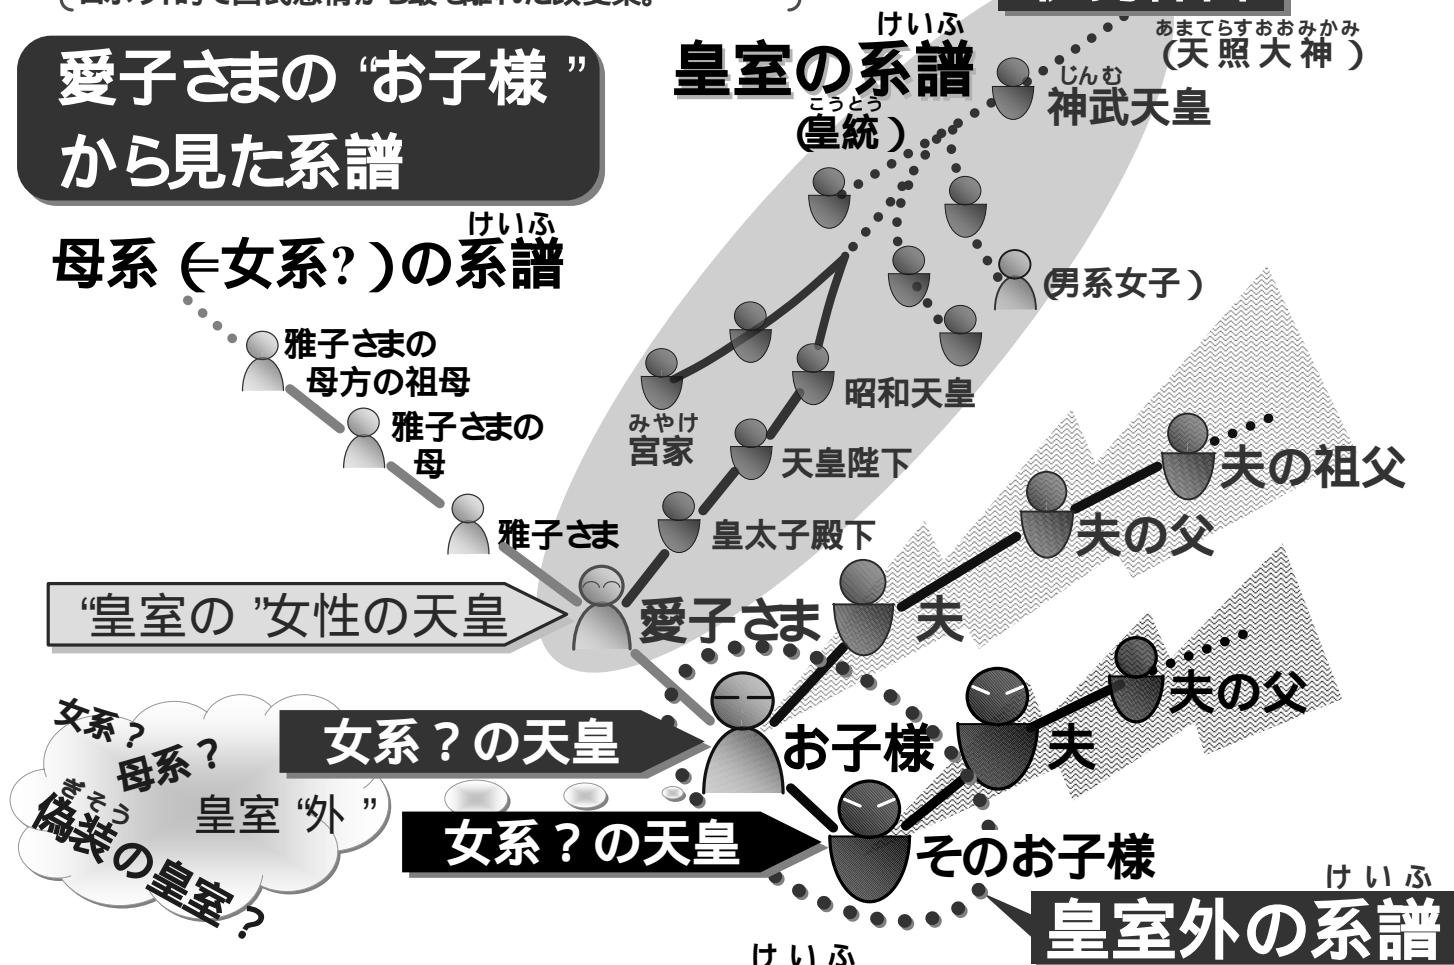 愛子さまの“お子様”
から見た系譜
けいふ
母系（=女系?）の系譜
けいふ
皇室の系譜
こうとう
（皇統）
あまてらすおおみかみ
（天照大神）
じんむ
神武天皇
（男系女子）
雅子さまの
母方の祖母
雅子さまの
母
雅子さま
みやけ
宮家
昭和天皇
天皇陛下
皇太子殿下
“皇室の”女性の天皇
愛子さま
夫
夫の父
夫の祖父
女系？の天皇
お子様
夫
夫の父
女系？の天皇
そのお子様
女系？
母系？
ぎそう
偽装の皇室？
皇室“外”
けいふ
皇室外の系譜
けいふ